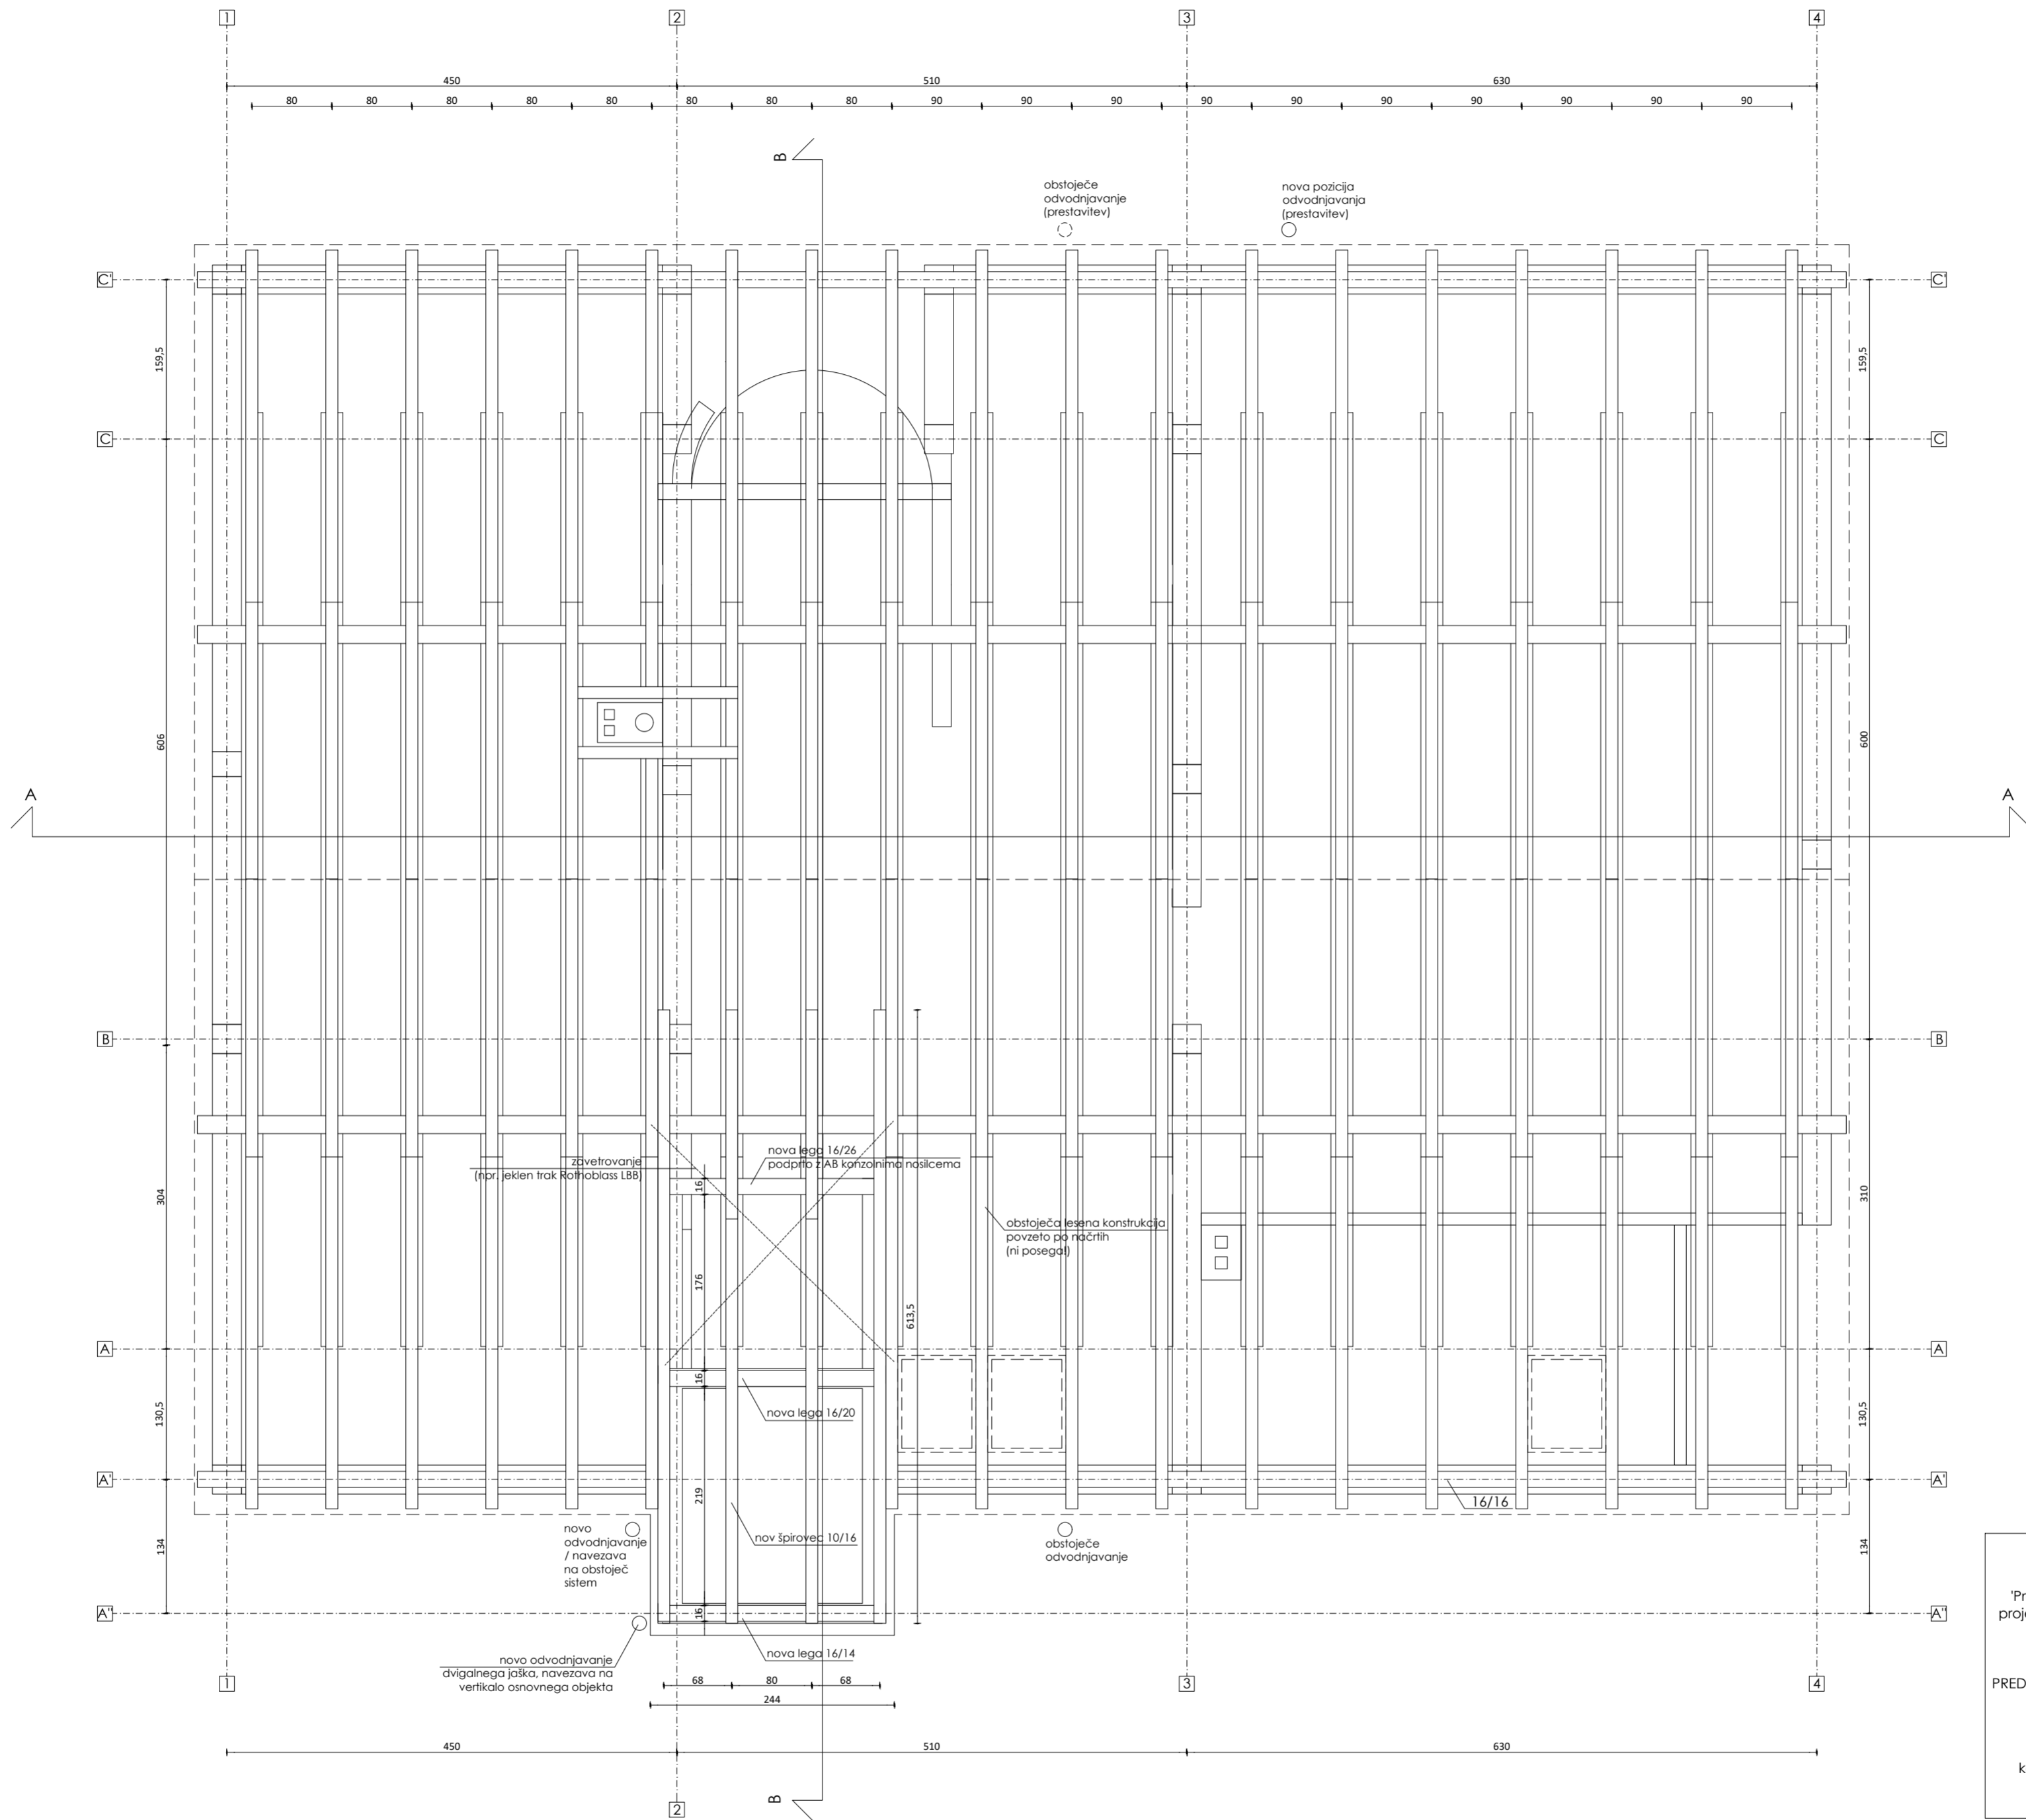 1
2
3
4
450
510
630
80
80
80
80
80
80
80
80
90
90
90
90
90
90
90
90
90
90
B
obstoječe
odvodnjavanje
(prestavitev)
nova pozicija
odvodnjavanja
(prestavitev)
C'
C'
159,5
159,5
C
C
606
600
A
A
B
B
zavetrovanje
(npr. jeklen trak Rothoblass LBB)
nova lega 16/26
podprto z AB konzolnima nosilcema
16
304
310
obstoječa lesena konstrukcija
povzeto po načrtih
(ni posega!)
176
613,5
A
A
16
nova lega 16/20
130,5
130,5
A'
A'
219
16/16
novo
odvodnjavanje
/ navezava
na obstoječ
sistem
nov špirovec 10/16
obstoječe
odvodnjavanje
134
134
A''
A''
16
novo odvodnjavanje
dvigalnega jaška, navezava na
vertikalo osnovnega objekta
nova lega 16/14
68
80
68
244
1
3
4
450
510
630
B
2
'Pr
proje
PRED
k